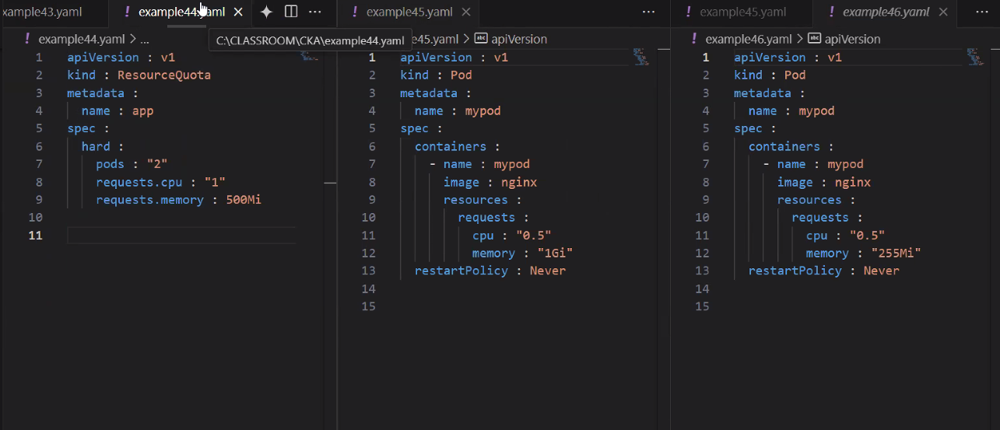 example43.yaml
example44.yaml
example45.yaml
example45.yaml
example46.yaml
C:\CLASSROOM\CKA\example44.yaml
example44.yaml > ...
1 apiVersion : v1
2 kind : ResourceQuota
3 metadata :
4 name : app
5 spec :
6 hard :
7 pods : "2"
8 requests.cpu : "1"
9 requests.memory : 500Mi
10
11
e45.yaml > abc apiVersion
1 apiVersion : v1
2 kind : Pod
3 metadata :
4 name : mypod
5 spec :
6 containers :
7 - name : mypod
8 image : nginx
9 resources :
10 requests :
11 cpu : "0.5"
12 memory : "1Gi"
13 restartPolicy : Never
14
15
example46.yaml > abc apiVersion
1 apiVersion : v1
2 kind : Pod
3 metadata :
4 name : mypod
5 spec :
6 containers :
7 - name : mypod
8 image : nginx
9 resources :
10 requests :
11 cpu : "0.5"
12 memory : "255Mi"
13 restartPolicy : Never
14
15